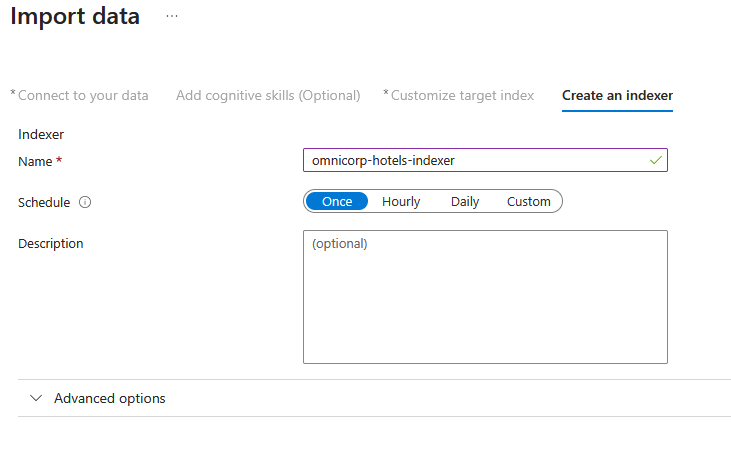 Import data ...
* Connect to your data Add cognitive skills (Optional) * Customize target index Create an indexer
Indexer
Name * omnicorp-hotels-indexer
Schedule Once Hourly Daily Custom
Description (optional)
Advanced options